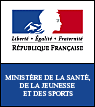 Liberté • Égalité • Fraternité
RÉPUBLIQUE FRANÇAISE
MINISTÈRE DE LA SANTÉ,
DE LA JEUNESSE
ET DES SPORTS